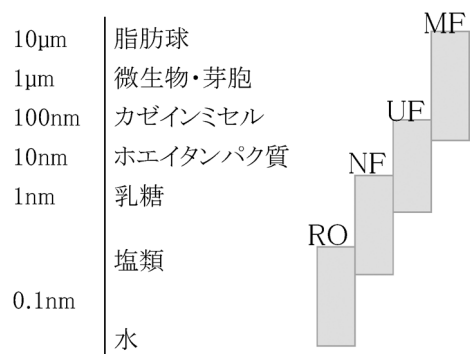 MF
10μm 脂肪球
1μm 微生物・芽胞
100nm カゼインミセル
UF
10nm ホエイタンパク質
NF
1nm 乳糖
RO
塩類
0.1nm
水